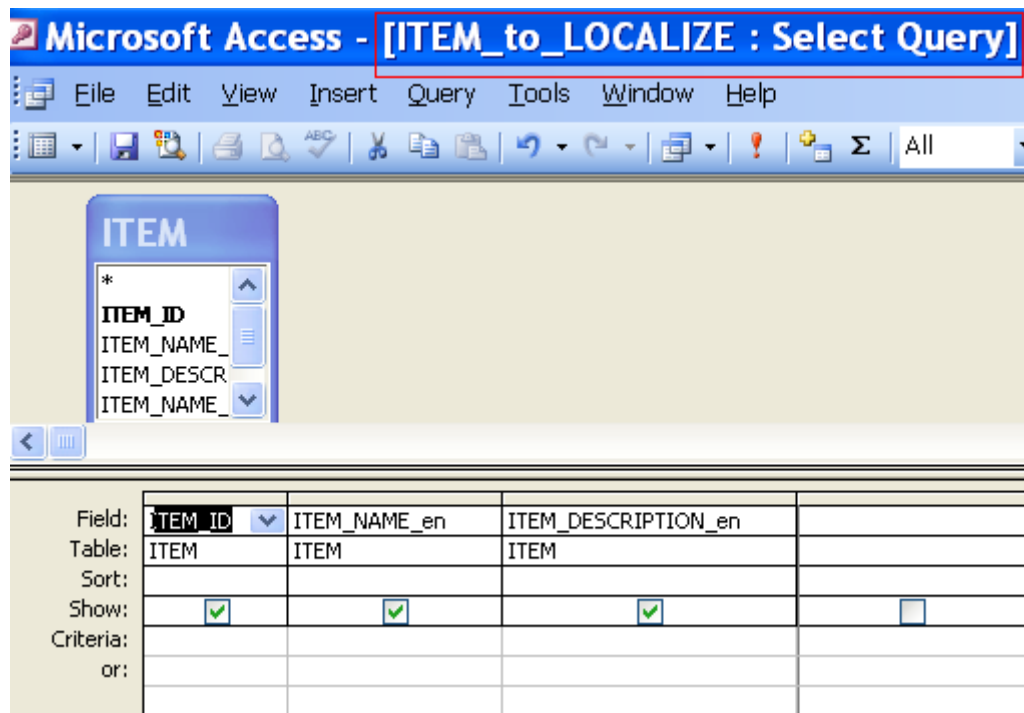 Microsoft Access - [ITEM_to_LOCALIZE : Select Query]
File Edit View Insert Query Tools Window Help
ABC Σ All
ITEM
*
ITEM_ID
ITEM_NAME_
ITEM_DESCR
ITEM_NAME_
Field: ITEM_ID ITEM_NAME_en ITEM_DESCRIPTION_en
Table: ITEM ITEM ITEM
Sort:
Show:
Criteria:
or: